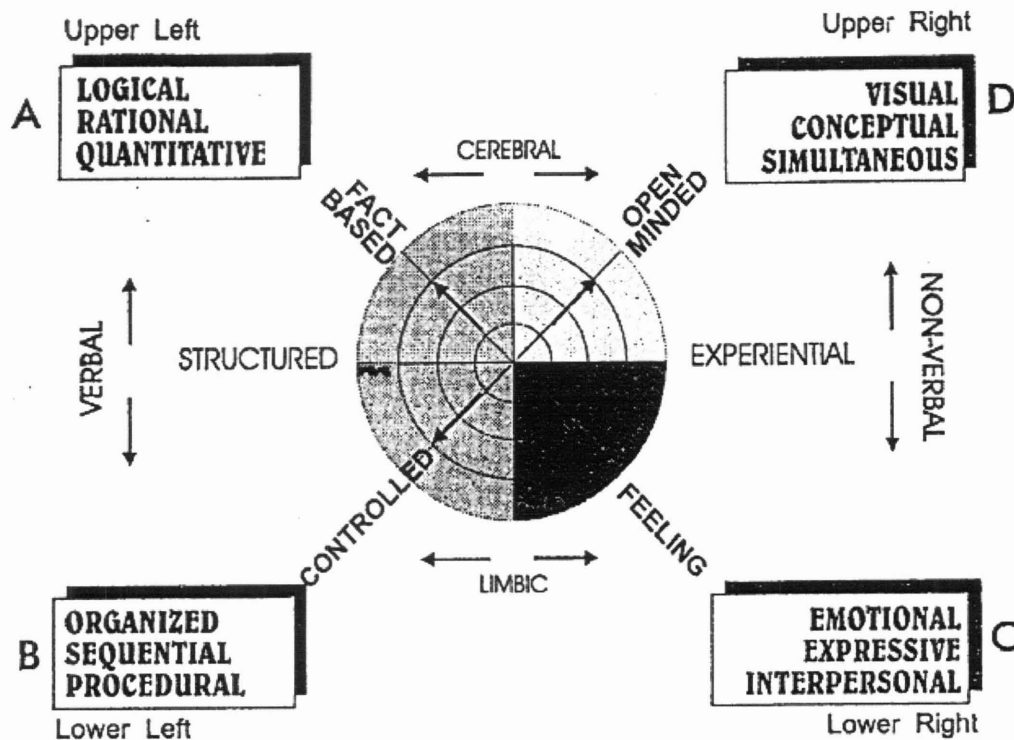 Upper Left
Upper Right
A
LOGICAL
RATIONAL
QUANTITATIVE
VISUAL
CONCEPTUAL
SIMULTANEOUS
D
CEREBRAL
FACT
BASED
OPEN
MINDED
VERBAL
STRUCTURED
EXPERIENTIAL
NON-VERBAL
CONTROLLED
FEELING
LIMBIC
B
ORGANIZED
SEQUENTIAL
PROCEDURAL
EMOTIONAL
EXPRESSIVE
INTERPERSONAL
C
Lower Left
Lower Right